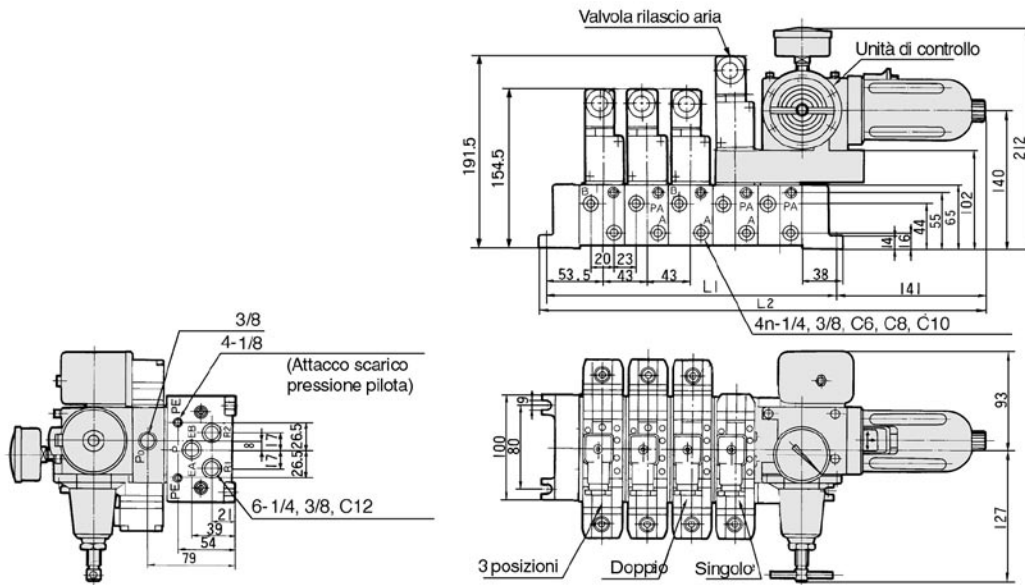 Valvola rilascio aria
Unità di controllo
191.5
154.5
B
B
PA
PA
PA
A
A
A
20
23
53.5
43
43
38
14
16
44
55
65
102
140
212
L1
141
L2
4n-1/4, 3/8, C6, C8, C10
3/8
4-1/8
(Attacco scarico
pressione pilota)
PE
EB
R2
P
P
EA
R1
PE
8
26.5
26.5
17
17
21
39
54
79
6-1/4, 3/8, C12
9
100
80
93
127
3 posizioni
Doppio
Singolo